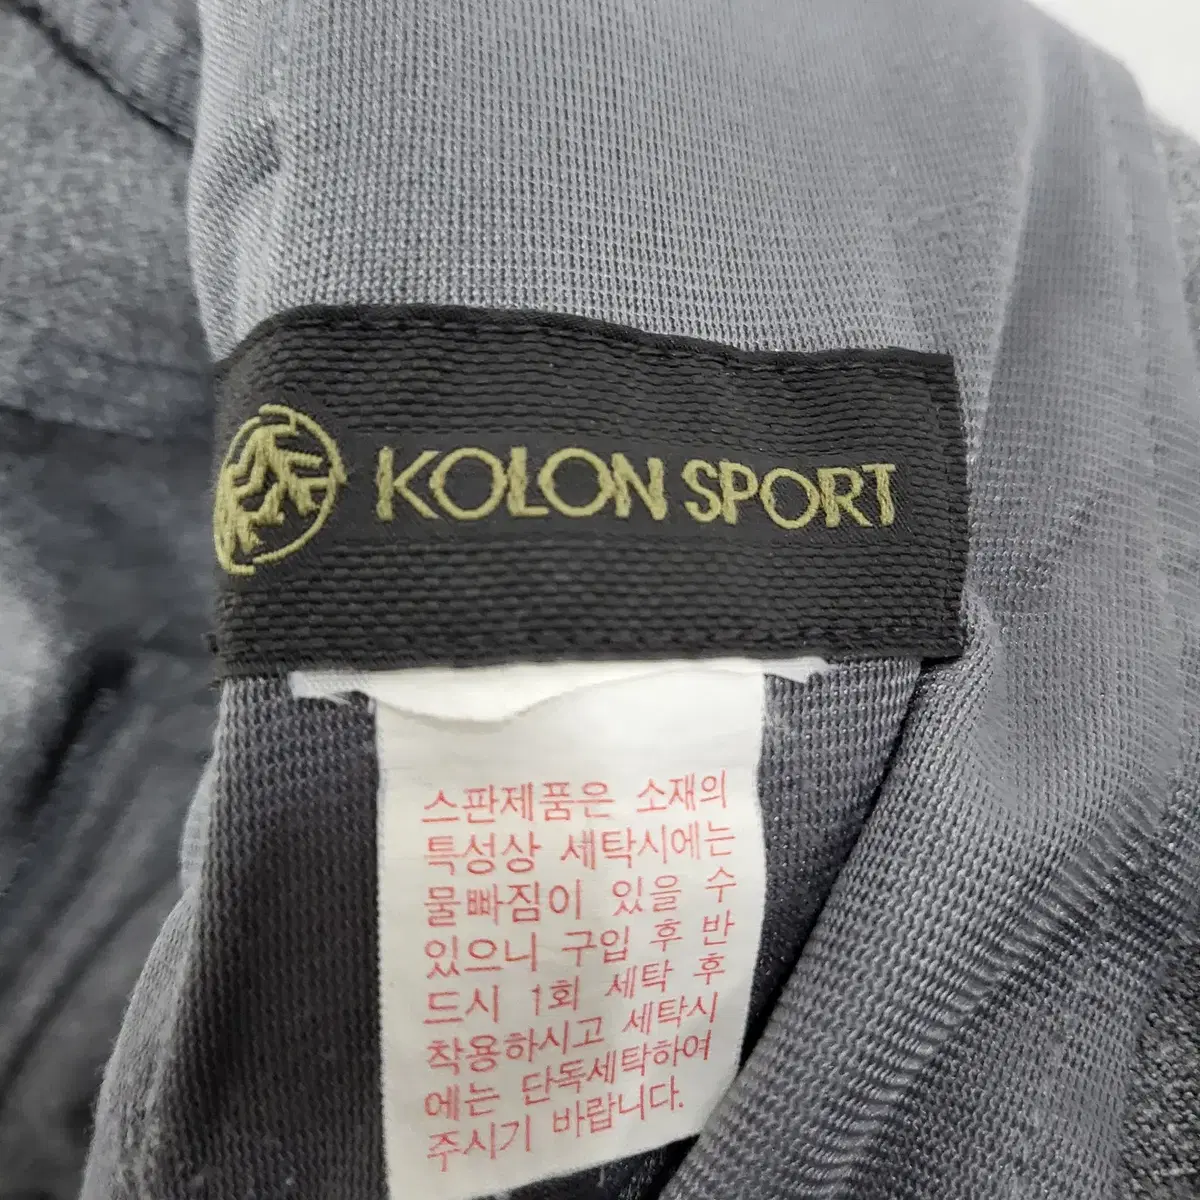 KOLON SPORT
스판제품은 소재의
특성상 세탁시에는
물빠짐이 있을 수
있으니 구입 후 반
드시 1회 세탁 후
착용하시고 세탁시
에는 단독세탁하여
주시기 바랍니다.